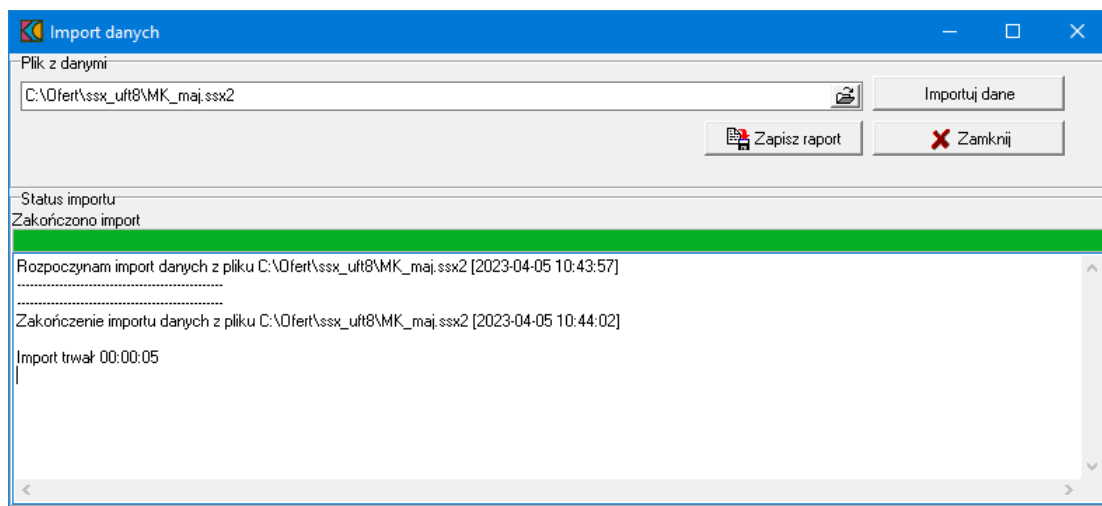 Import danych
Plik z danymi
C:\Ofert\ssx_uft8\MK_maj.ssx2
Importuj dane
Zapisz raport
Zamknij
Status importu
Zakończono import
Rozpoczynam import danych z pliku C:\Ofert\ssx_uft8\MK_maj.ssx2 [2023-04-05 10:43:57]
-------------------------------------------------
-------------------------------------------------
Zakończenie importu danych z pliku C:\Ofert\ssx_uft8\MK_maj.ssx2 [2023-04-05 10:44:02]
Import trwał 00:00:05